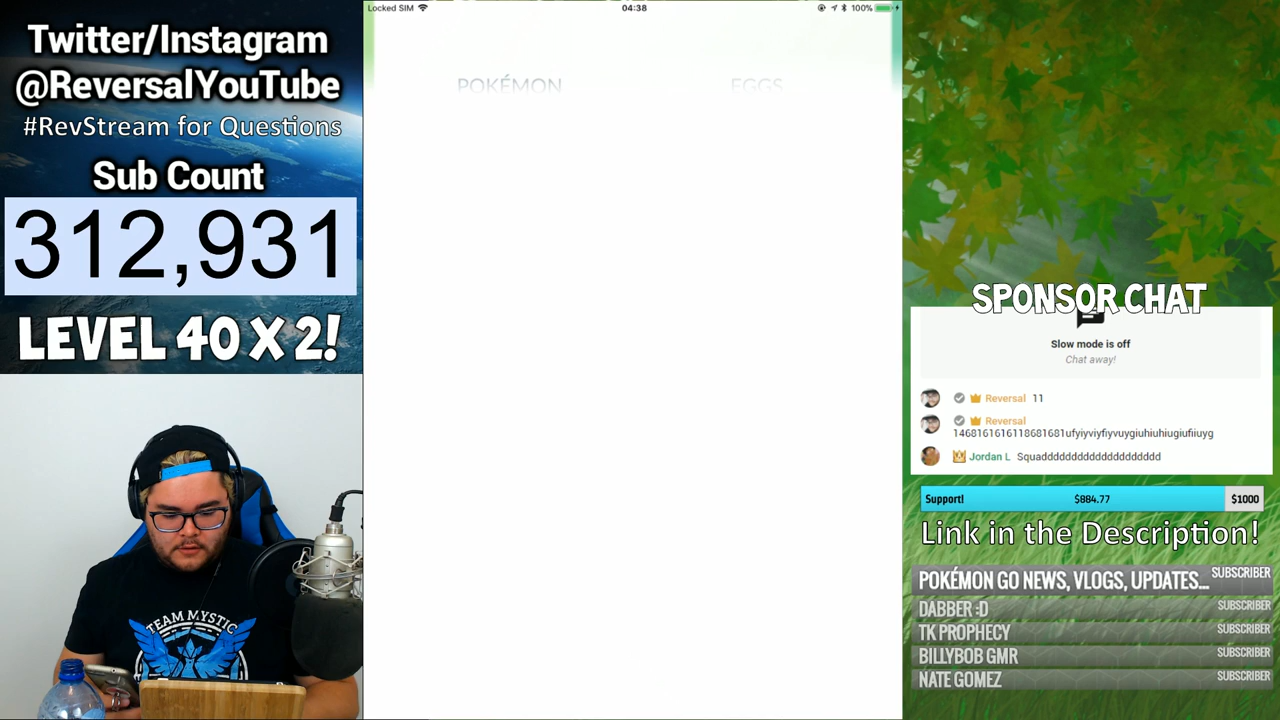 Twitter/Instagram
@ReversalYouTube
#RevStream for Questions
Sub Count
312,931
LEVEL 40 X 2!
TEAM MYSTIC
Locked SIM
04:38
100%
POKÉMON
EGGS
SPONSOR CHAT
Slow mode is off
Chat away!
Reversal 11
Reversal
1468161616118681681ufyiyviyfiyvuygiuhiuhiugiufiiuyg
Jordan L Squadddddddddddddddddddd
Support! $884.77 $1000
Link in the Description!
POKÉMON GO NEWS, VLOGS, UPDATES... SUBSCRIBER
DABBER :D SUBSCRIBER
TK PROPHECY SUBSCRIBER
BILLYBOB GMR SUBSCRIBER
NATE GOMEZ SUBSCRIBER